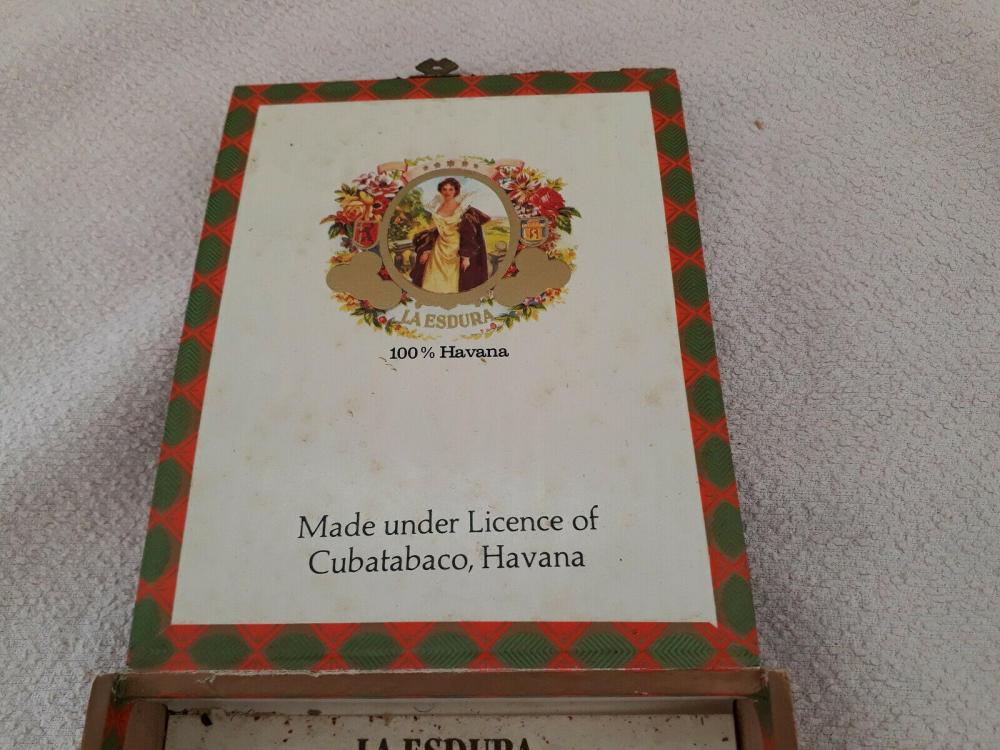 LA ESDURA
100% Havana
Made under Licence of
Cubatabaco, Havana
LA ESDURA